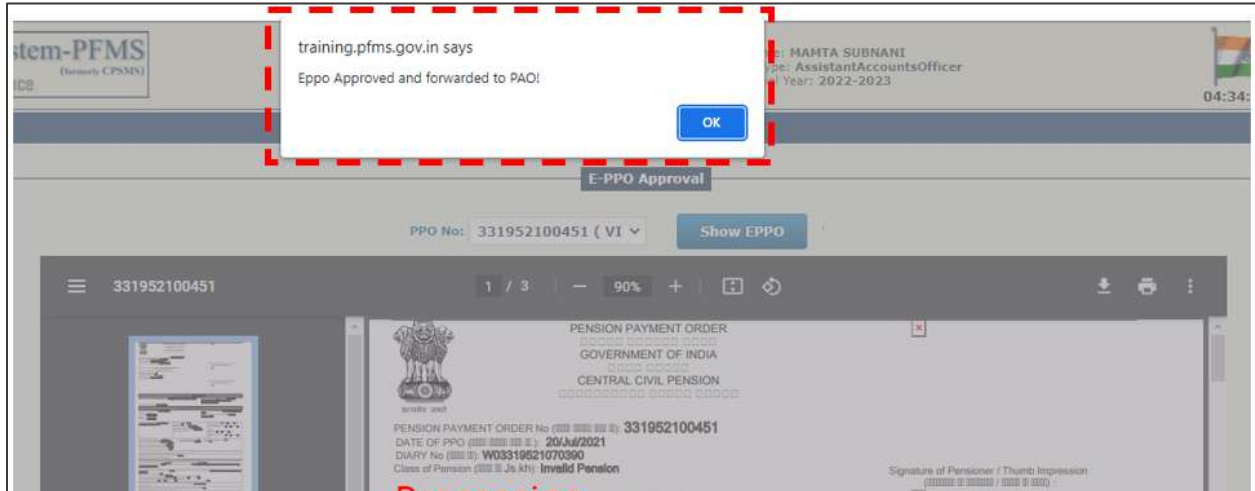 stem-PFMS
(formerly CPSMS)
training.pfms.gov.in says
Eppo Approved and forwarded to PAO!
OK
MAMTA SUBNANI
AssistantAccountsOfficer
Year: 2022-2023
04:34:
E-PPO Approval
PPO No: 331952100451 ( VI
Show EPPO
331952100451
1 / 3
90%
PENSION PAYMENT ORDER
GOVERNMENT OF INDIA
CENTRAL CIVIL PENSION
PENSION PAYMENT ORDER No 331952100451
DATE OF PPO 20/Jul/2021
DIARY No W03319521070390
Class of Pension Js kh): Invalid Pension
Signature of Pensioner / Thumb Impression